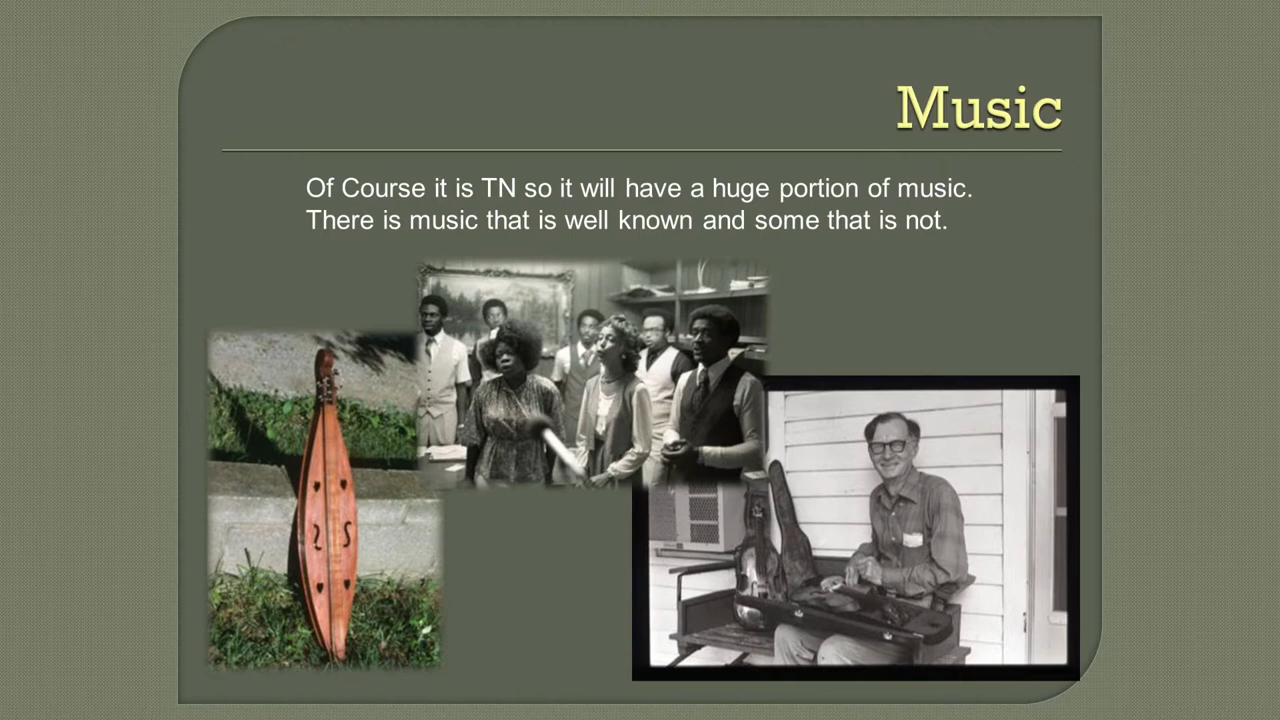 Music
Of Course it is TN so it will have a huge portion of music.
There is music that is well known and some that is not.